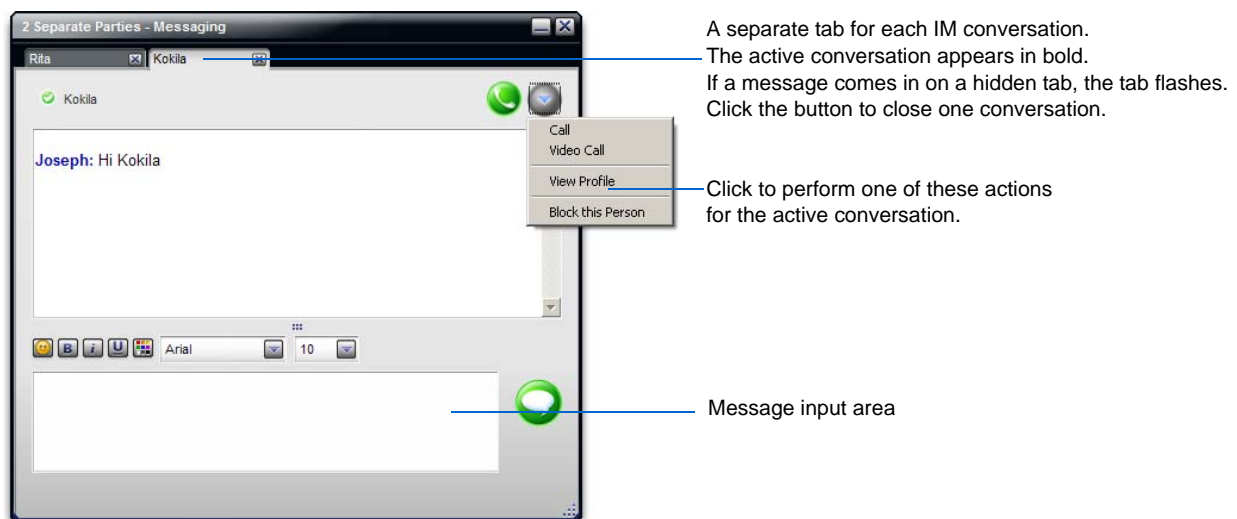 2 Separate Parties - Messaging
Rita
Kokila
Kokila
Joseph: Hi Kokila
Call
Video Call
View Profile
Block this Person
B i U Arial 10
A separate tab for each IM conversation.
The active conversation appears in bold.
If a message comes in on a hidden tab, the tab flashes.
Click the button to close one conversation.
Click to perform one of these actions
for the active conversation.
Message input area